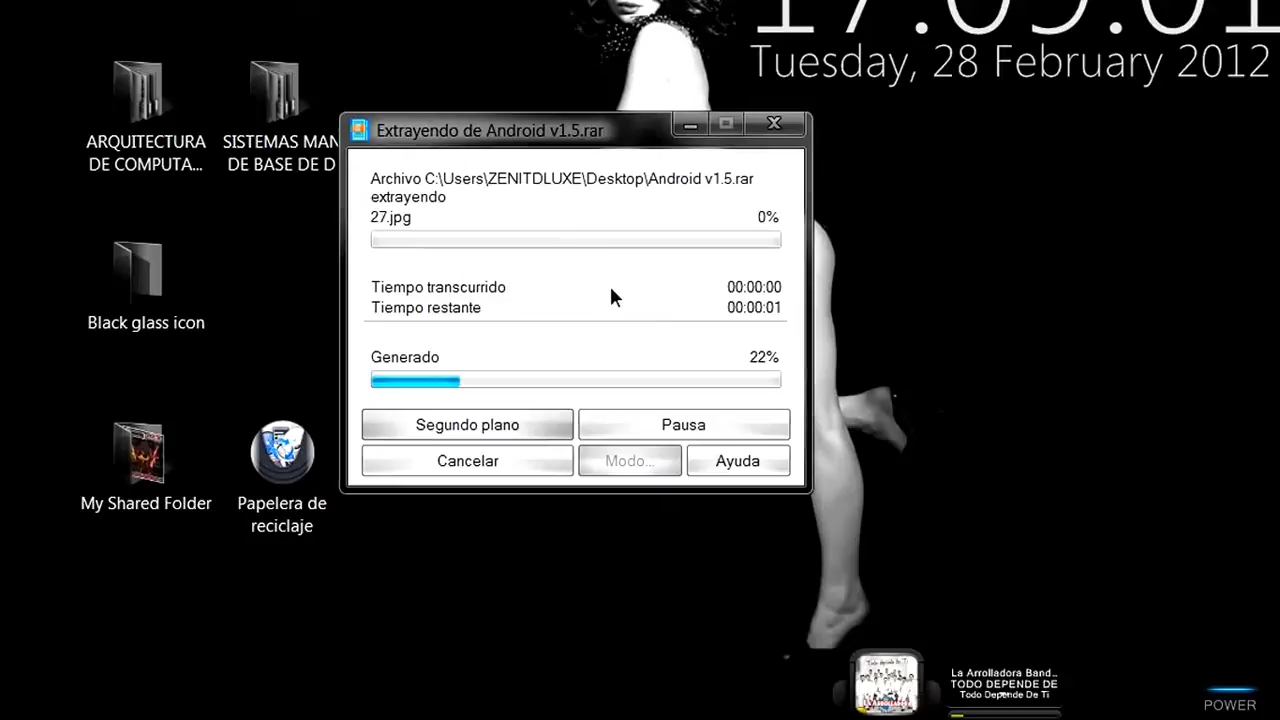 17:09:01
Tuesday, 28 February 2012
ARQUITECTURA
DE COMPUTA...
SISTEMAS MAN
DE BASE DE D
Extrayendo de Android v1.5.rar
Archivo C:\Users\ZENITDLUXE\Desktop\Android v1.5.rar
extrayendo
27.jpg 0%
Tiempo transcurrido 00:00:00
Tiempo restante 00:00:01
Generado 22%
Segundo plano Pausa
Cancelar Modo... Ayuda
Black glass icon
My Shared Folder
Papelera de
reciclaje
La Arrolladora Band...
TODO DEPENDE DE
Todo Depende De Ti
POWER